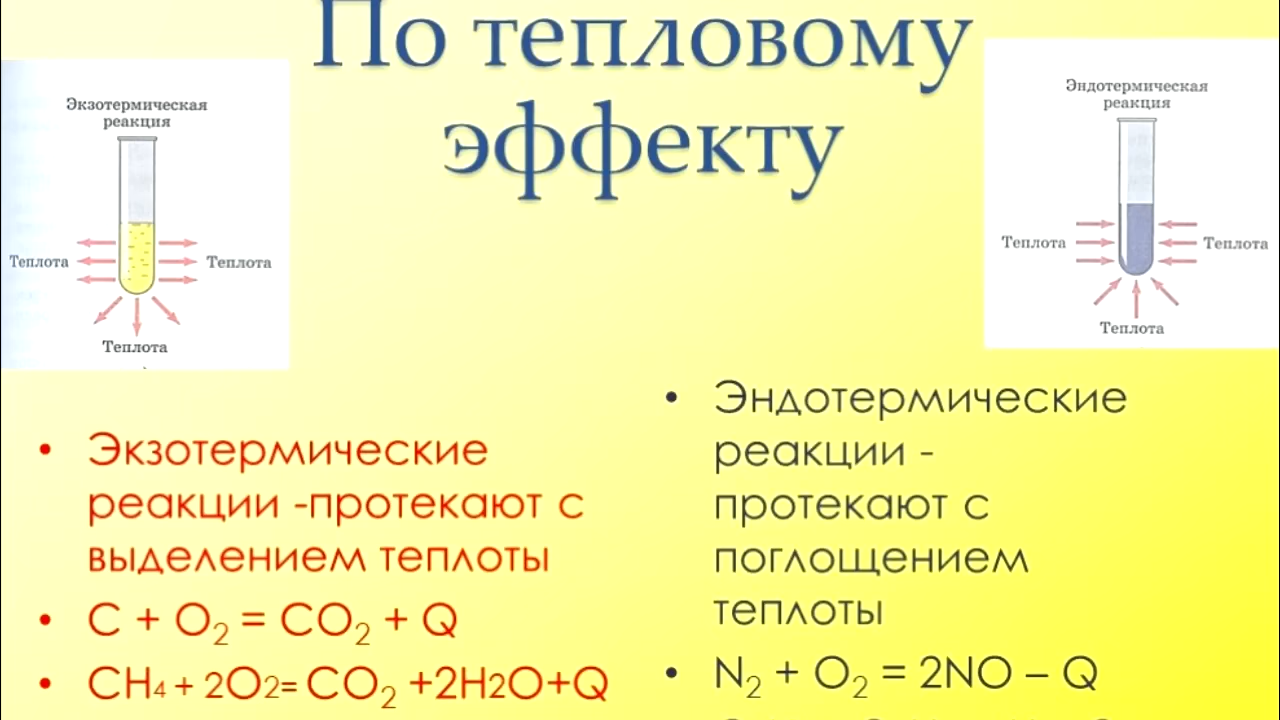 По тепловому
эффекту
Экзотермическая
реакция
Теплота
Теплота
Теплота
Эндотермическая
реакция
Теплота
Теплота
Теплота
• Экзотермические
реакции -протекают с
выделением теплоты
• C + O₂ = CO₂ + Q
• CH4 + 2O2= CO₂ +2H2O+Q
• Эндотермические
реакции -
протекают с
поглощением
теплоты
• N₂ + O₂ = 2NO – Q